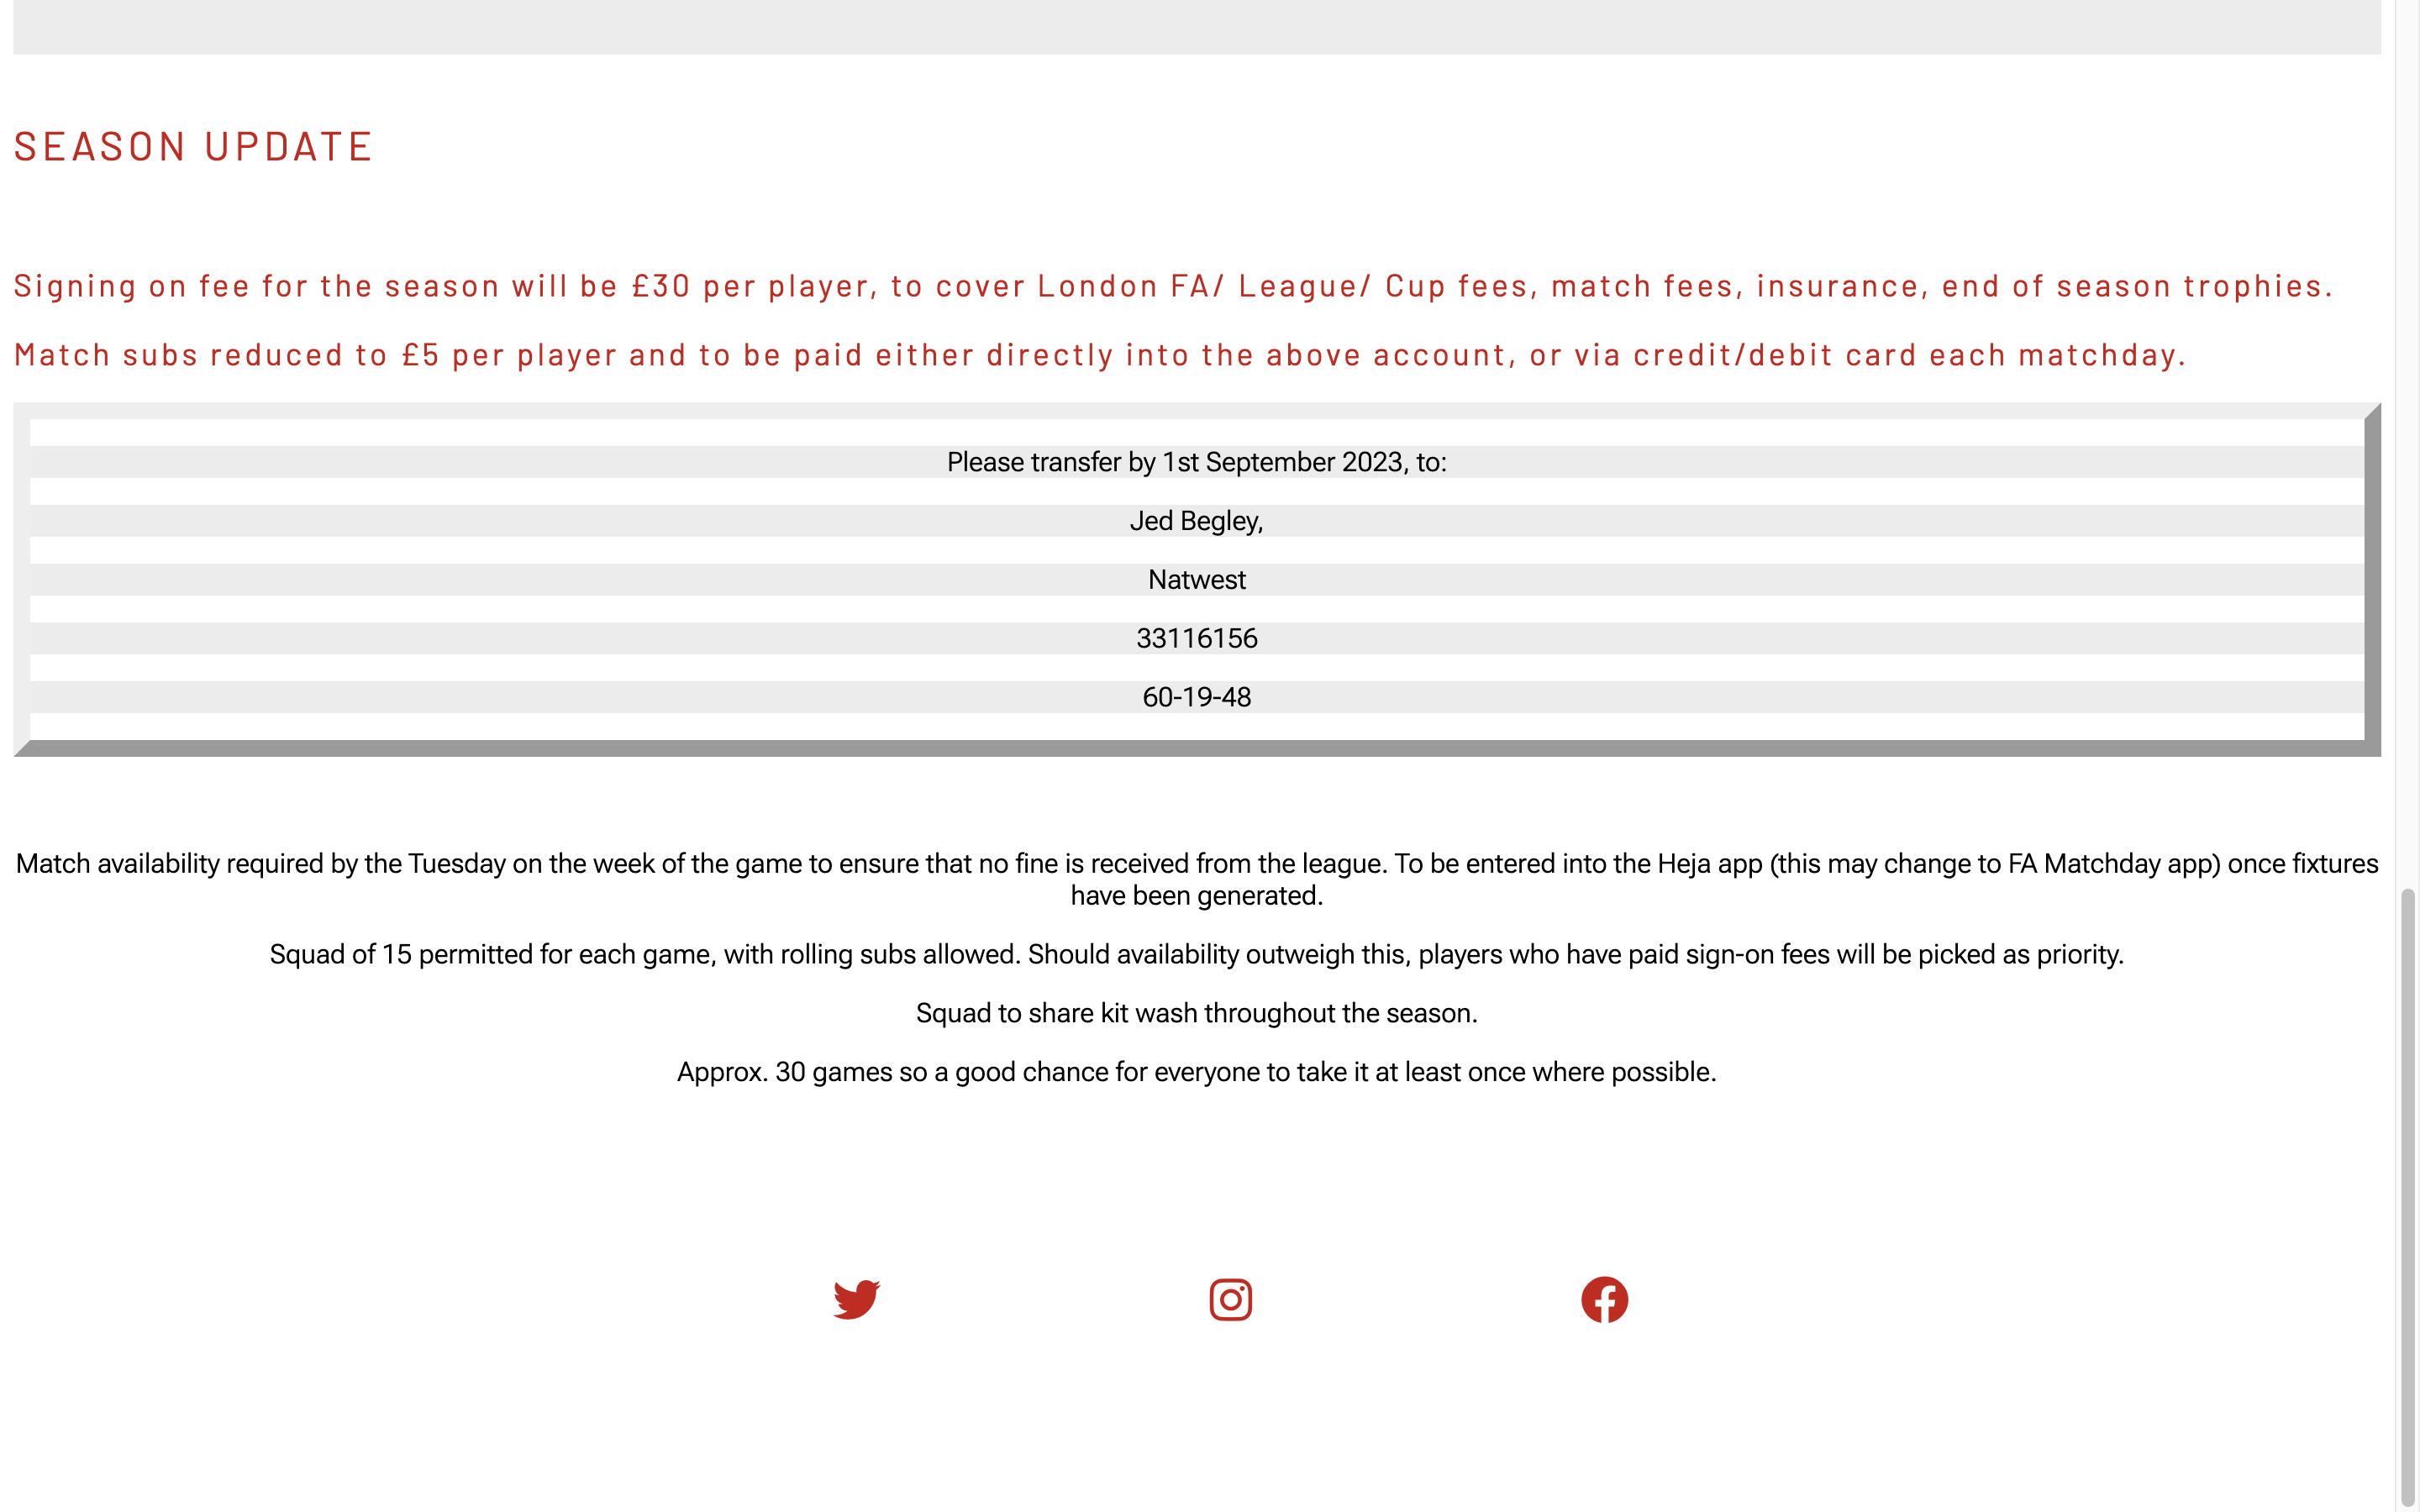 SEASON UPDATE
Signing on fee for the season will be £30 per player, to cover London FA/ League/ Cup fees, match fees, insurance, end of season trophies.
Match subs reduced to £5 per player and to be paid either directly into the above account, or via credit/debit card each matchday.
Please transfer by 1st September 2023, to:
Jed Begley,
Natwest
33116156
60-19-48
Match availability required by the Tuesday on the week of the game to ensure that no fine is received from the league. To be entered into the Heja app (this may change to FA Matchday app) once fixtures
have been generated.
Squad of 15 permitted for each game, with rolling subs allowed. Should availability outweigh this, players who have paid sign-on fees will be picked as priority.
Squad to share kit wash throughout the season.
Approx. 30 games so a good chance for everyone to take it at least once where possible.